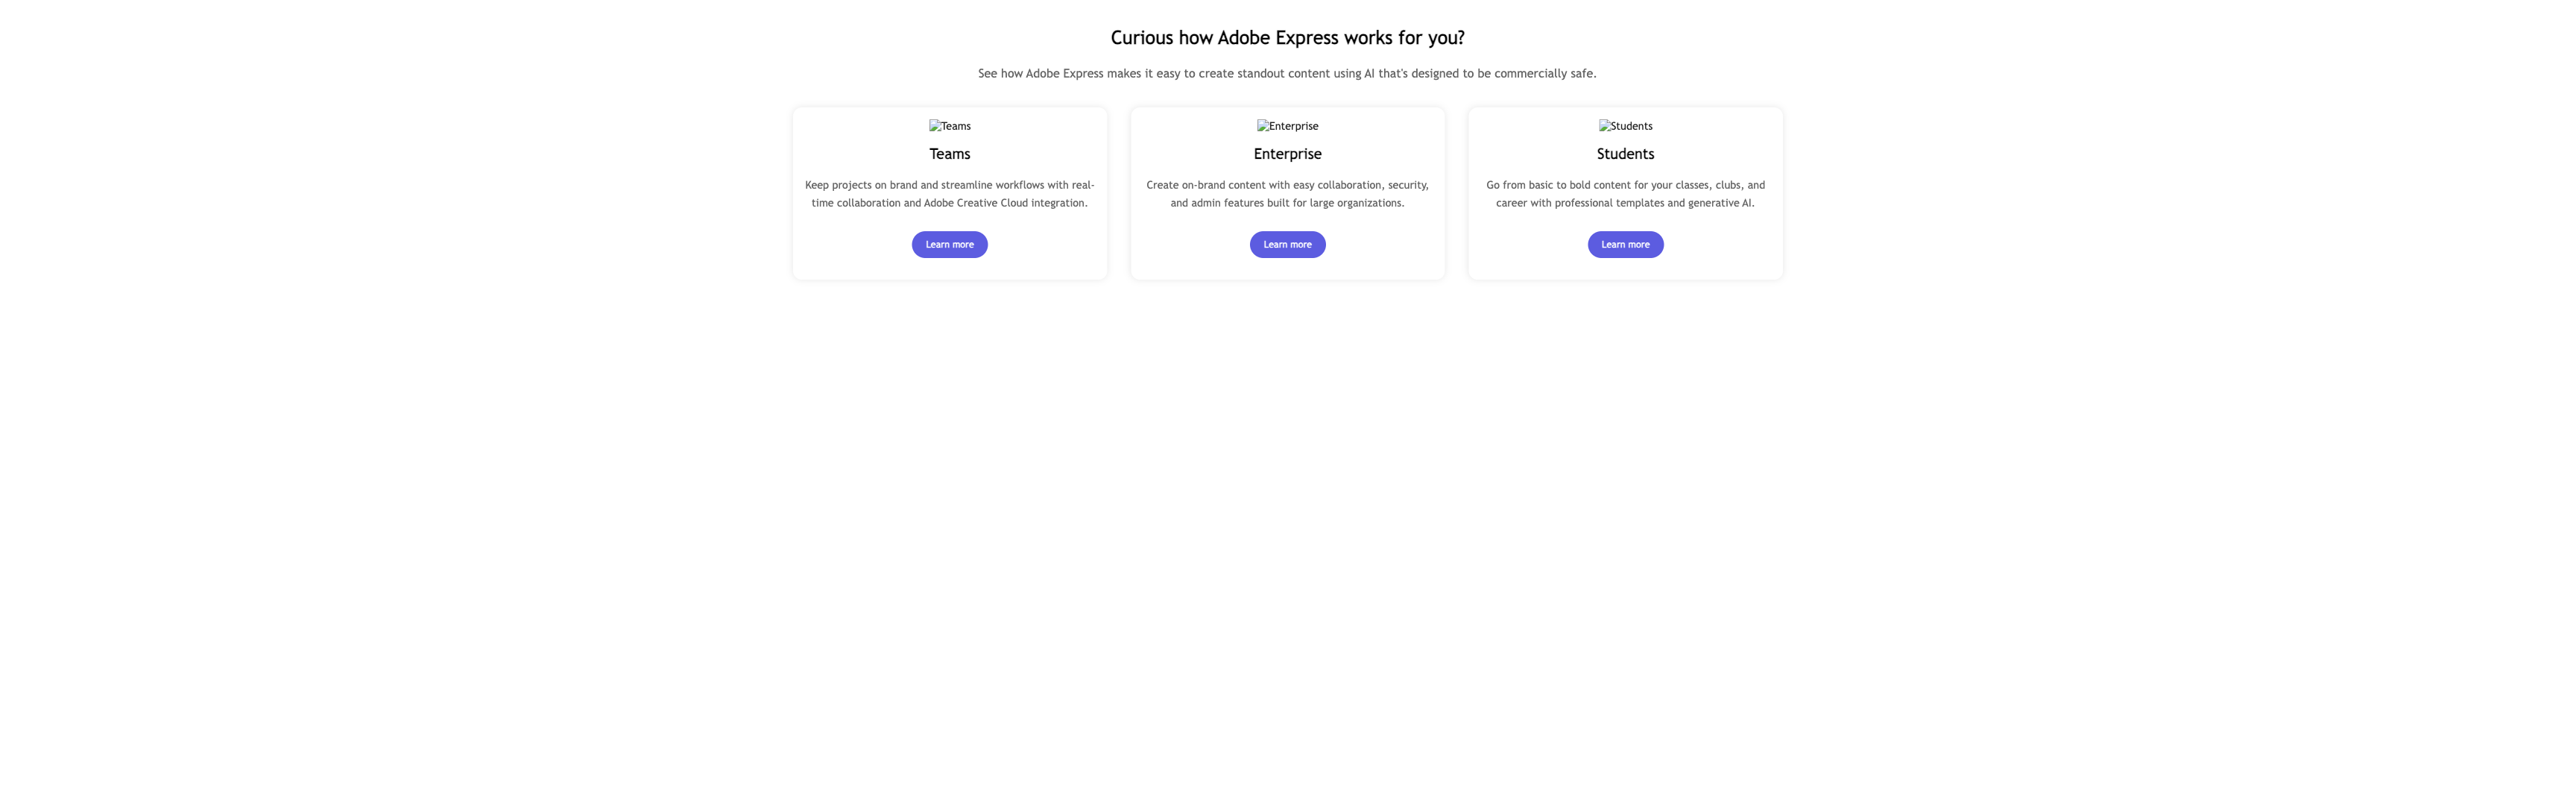 Curious how Adobe Express works for you?
See how Adobe Express makes it easy to create standout content using AI that's designed to be commercially safe.
Teams
Teams
Keep projects on brand and streamline workflows with real-
time collaboration and Adobe Creative Cloud integration.
Learn more
Enterprise
Enterprise
Create on-brand content with easy collaboration, security,
and admin features built for large organizations.
Learn more
Students
Students
Go from basic to bold content for your classes, clubs, and
career with professional templates and generative AI.
Learn more